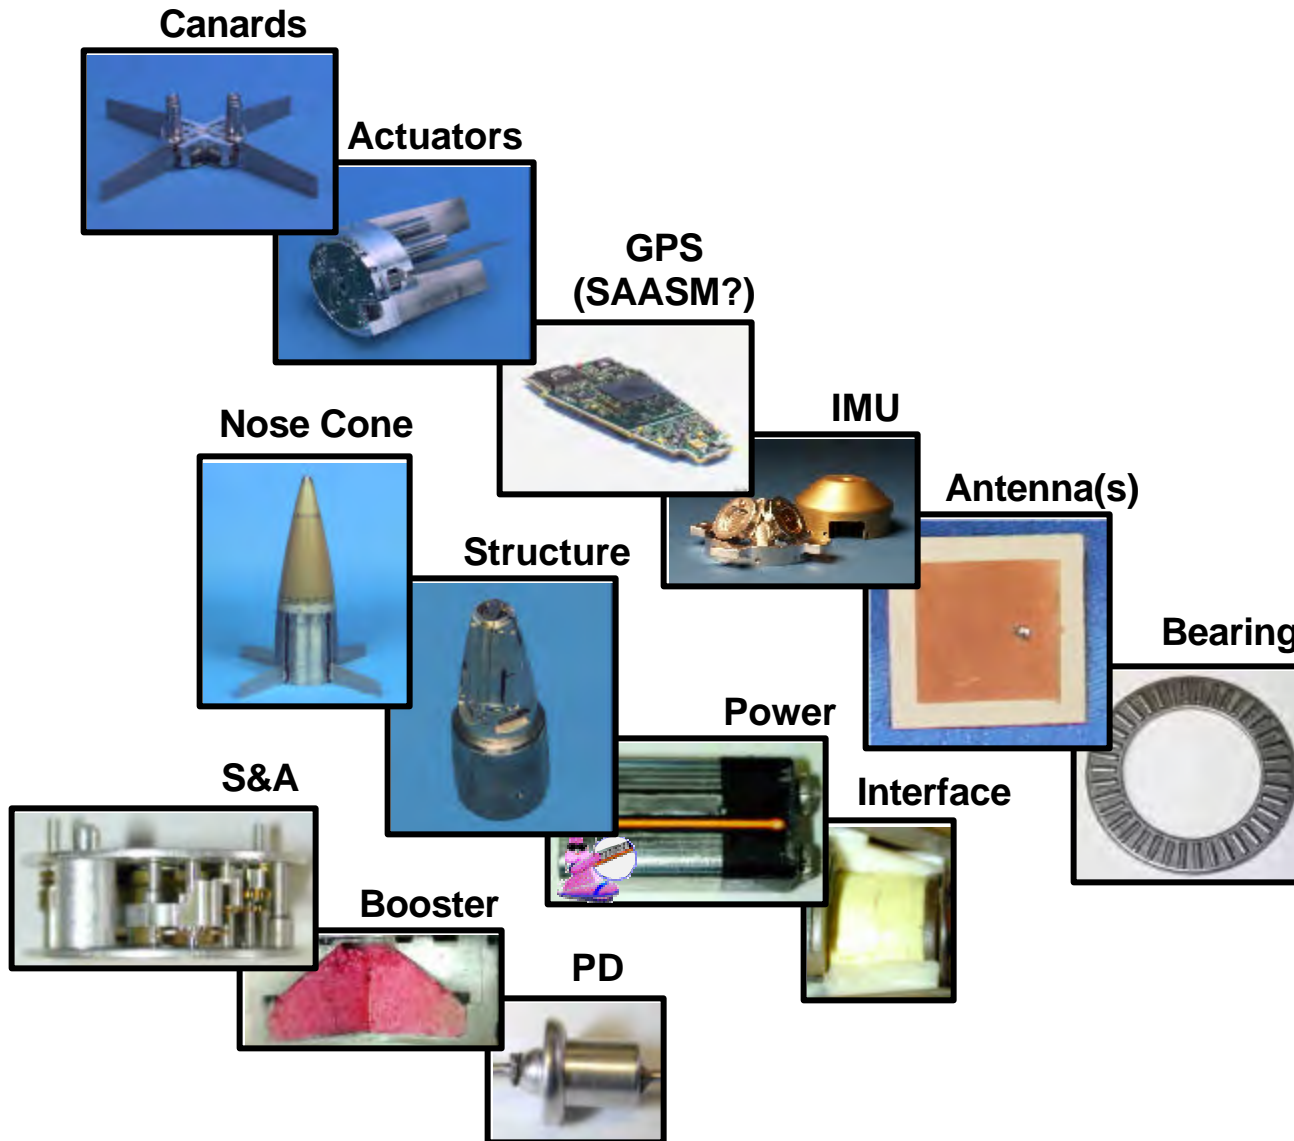 Canards
Actuators
GPS
(SAASM?)
IMU
Antenna(s)
Bearing
Nose Cone
Structure
Power
Interface
S&A
Booster
PD